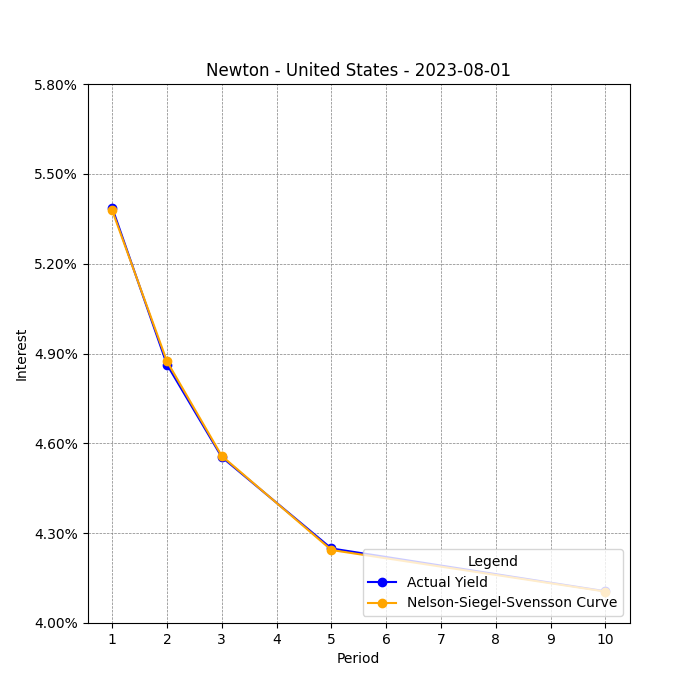 Newton - United States - 2023-08-01
5.80%
5.50%
5.20%
4.90%
4.60%
4.30%
4.00%
Interest
Legend
Actual Yield
Nelson-Siegel-Svensson Curve
1 2 3 4 5 6 7 8 9 10
Period